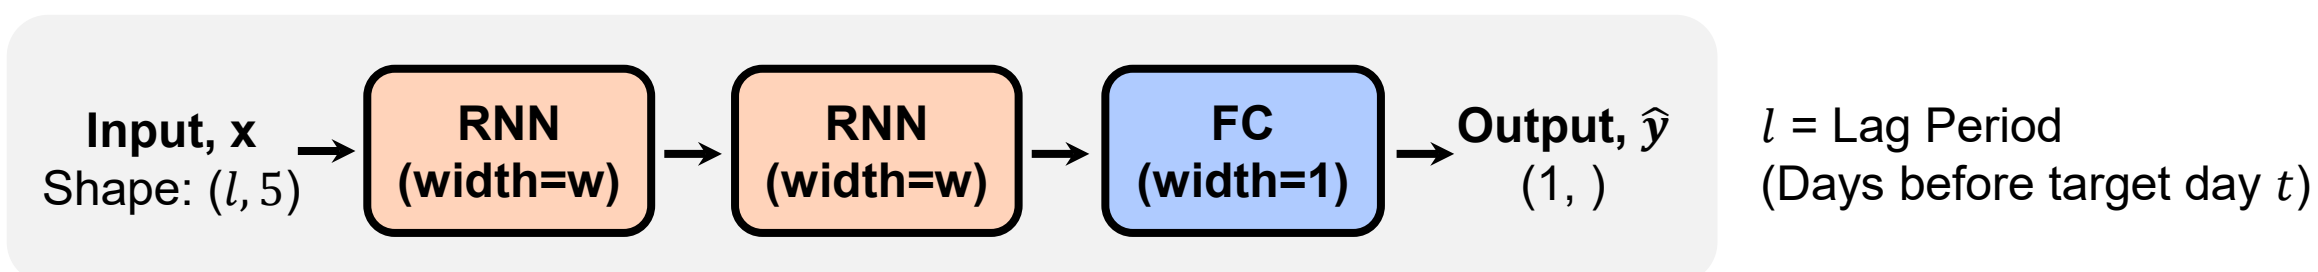 Input, x
Shape: (l, 5)
RNN
(width=w)
RNN
(width=w)
FC
(width=1)
Output, ŷ
(1, )
l = Lag Period
(Days before target day t)